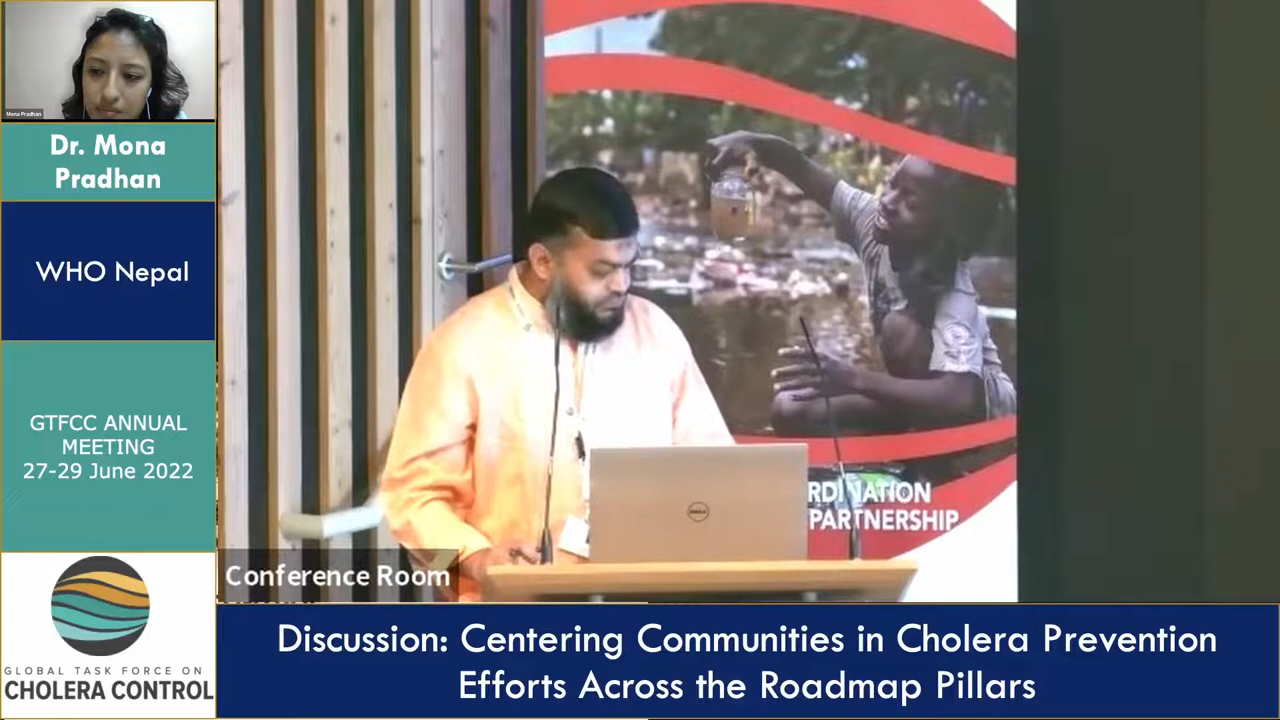 Mona Pradhan
Dr. Mona
Pradhan
WHO Nepal
GTFCC ANNUAL
MEETING
27-29 June 2022
GLOBAL TASK FORCE ON
CHOLERA CONTROL
RDINATION
PARTNERSHIP
DELL
Conference Room
Discussion: Centering Communities in Cholera Prevention
Efforts Across the Roadmap Pillars